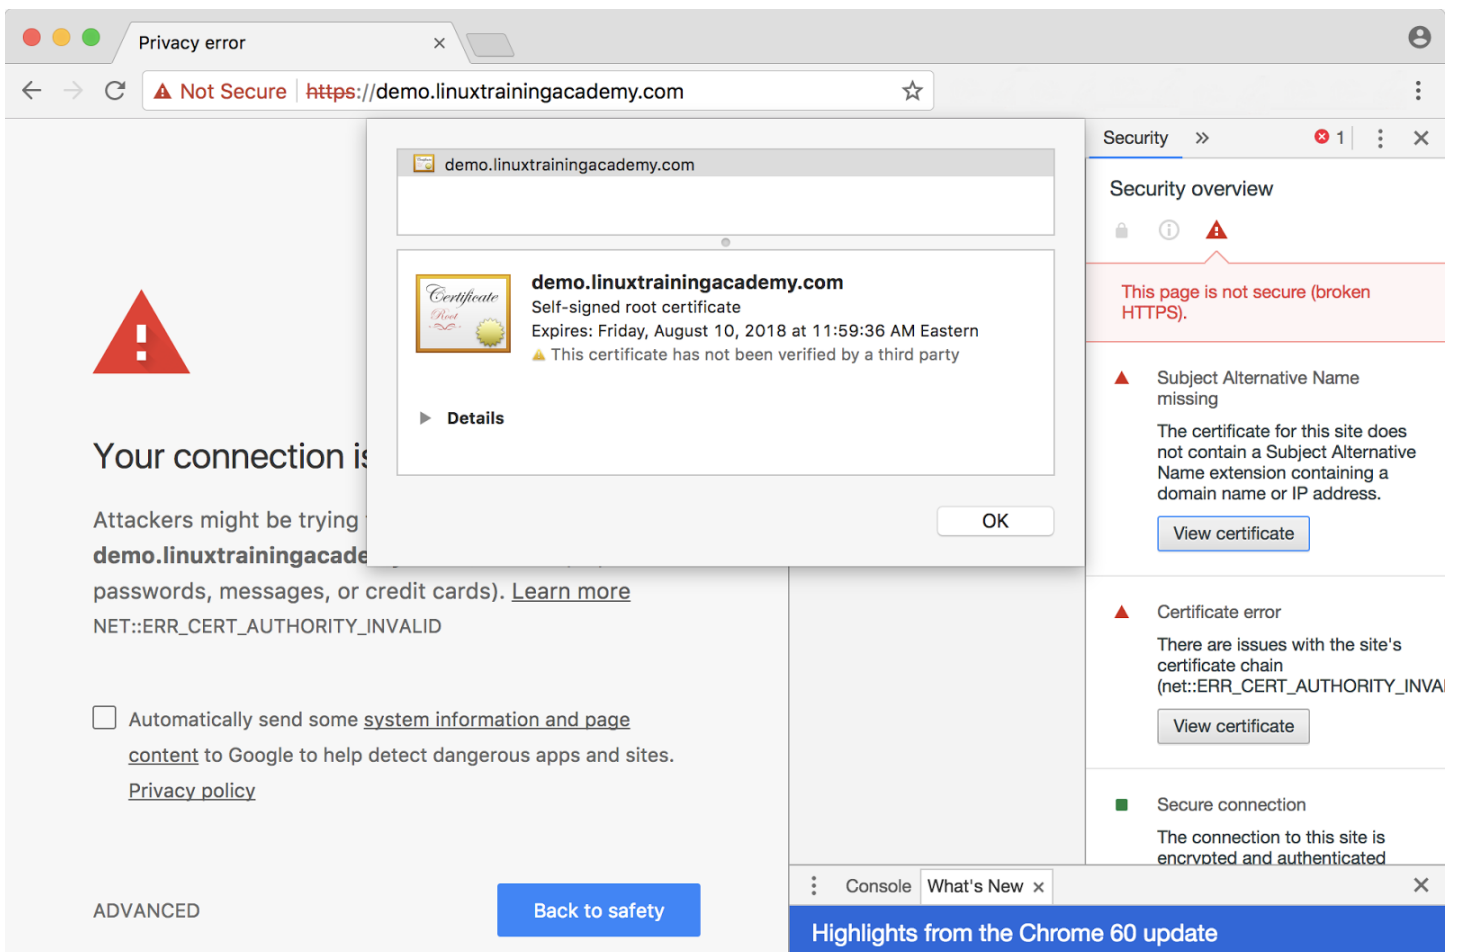 Privacy error
Not Secure
https://demo.linuxtrainingacademy.com
demo.linuxtrainingacademy.com
Certificate
Root
demo.linuxtrainingacademy.com
Self-signed root certificate
Expires: Friday, August 10, 2018 at 11:59:36 AM Eastern
This certificate has not been verified by a third party
Details
OK
Your connection is
Attackers might be trying
demo.linuxtrainingacade
passwords, messages, or credit cards). Learn more
NET::ERR_CERT_AUTHORITY_INVALID
Automatically send some system information and page
content to Google to help detect dangerous apps and sites.
Privacy policy
ADVANCED
Back to safety
Security
1
Security overview
This page is not secure (broken
HTTPS).
Subject Alternative Name
missing
The certificate for this site does
not contain a Subject Alternative
Name extension containing a
domain name or IP address.
View certificate
Certificate error
There are issues with the site's
certificate chain
(net::ERR_CERT_AUTHORITY_INVA
View certificate
Secure connection
The connection to this site is
encrypted and authenticated
Console
What's New
Highlights from the Chrome 60 update